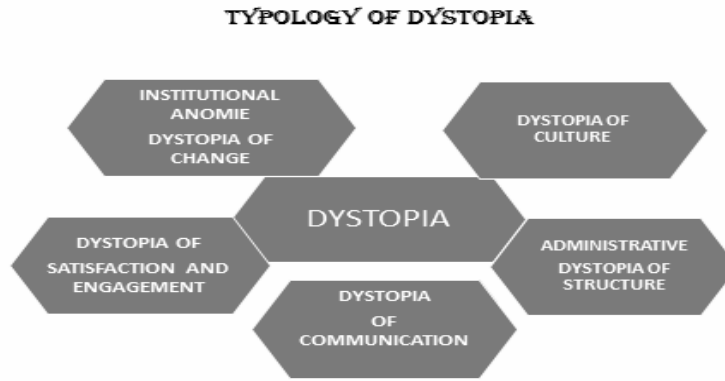 TYPOLOGY OF DYSTOPIA
INSTITUTIONAL
ANOMIE
DYSTOPIA OF
CHANGE
DYSTOPIA OF
CULTURE
DYSTOPIA
DYSTOPIA OF
SATISFACTION AND
ENGAGEMENT
ADMINISTRATIVE
DYSTOPIA OF
STRUCTURE
DYSTOPIA
OF
COMMUNICATION